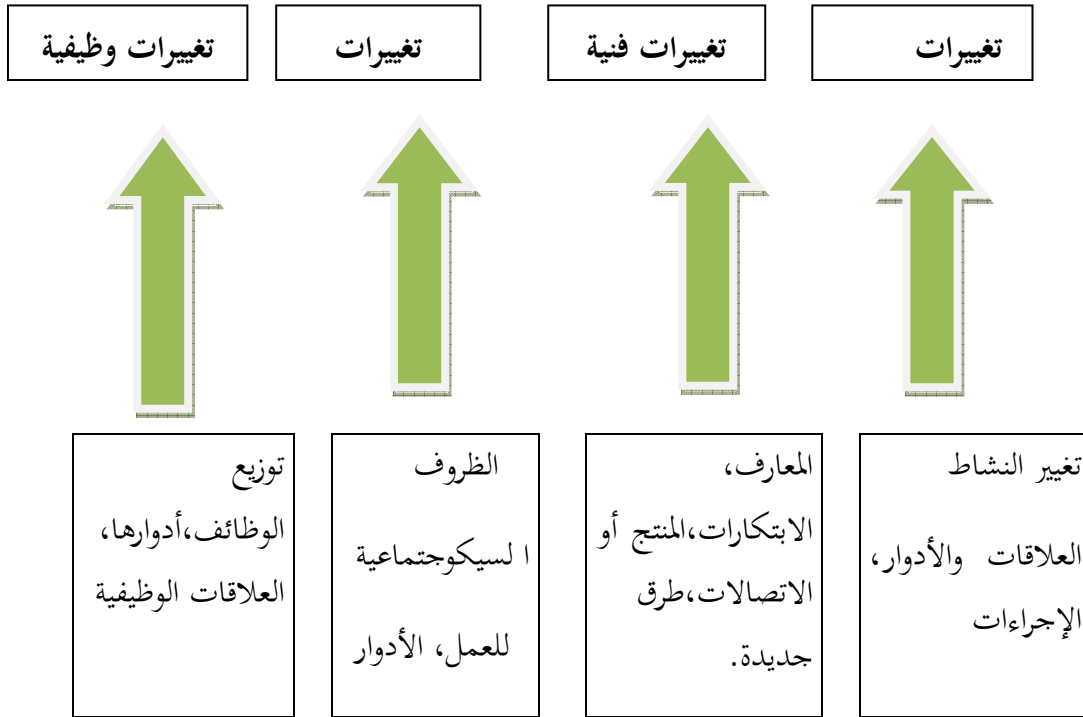 تغييرات
تغييرات فنية
تغييرات
تغييرات وظيفية
تغيير النشاط
العلاقات والأدوار،
الإجراءات
المعارف،
الابتكارات،المنتج أو
الاتصالات،طرق
جديدة.
الظروف
ا لسيكوجتماعية
للعمل، الأدوار
توزيع
الوظائف،أدوارها،
العلاقات الوظيفية